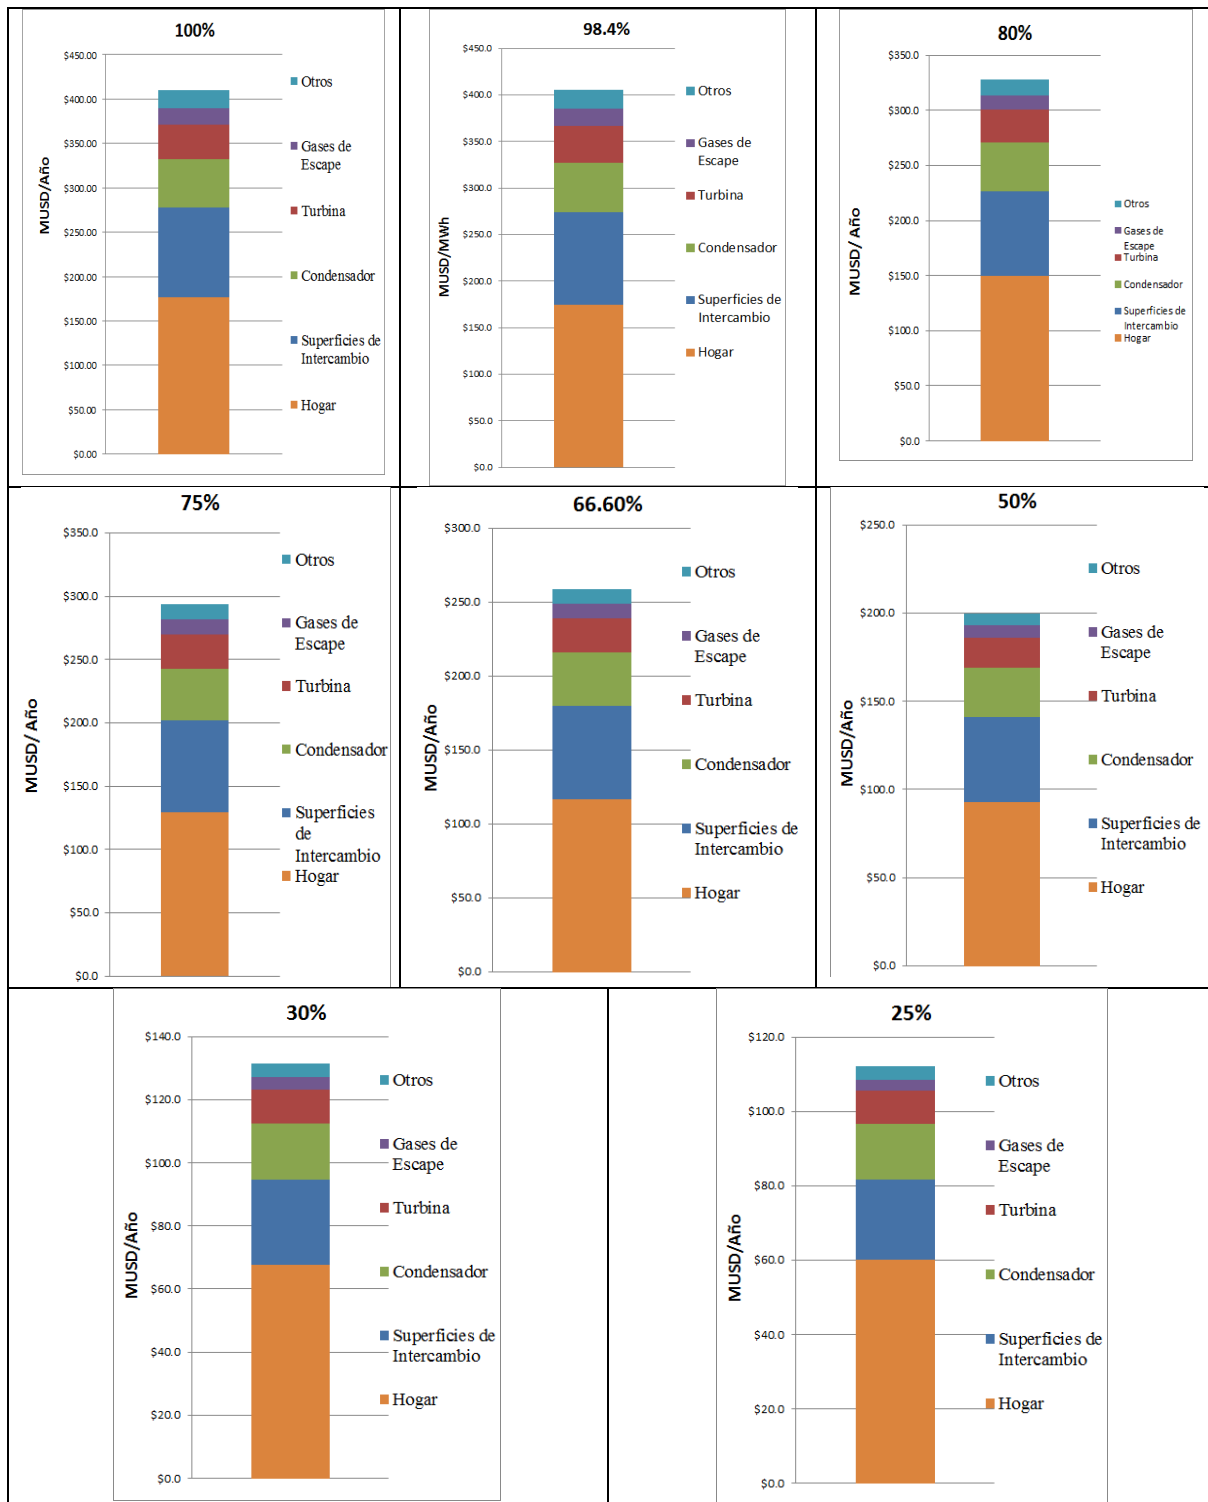 100%
$450.00
$400.00
$350.00
$300.00
$250.00
$200.00
$150.00
$100.00
$50.00
$0.00
MUSD/Año
Otros
Gases de
Escape
Turbina
Condensador
Superficies de
Intercambio
Hogar
98.4%
$450.0
$400.0
$350.0
$300.0
$250.0
$200.0
$150.0
$100.0
$50.0
$0.0
MUSD/MWh
Otros
Gases de
Escape
Turbina
Condensador
Superficies de
Intercambio
Hogar
80%
$350.0
$300.0
$250.0
$200.0
$150.0
$100.0
$50.0
$0.0
MUSD/ Año
Otros
Gases de
Escape
Turbina
Condensador
Superficies de
Intercambio
Hogar
75%
$350.0
$300.0
$250.0
$200.0
$150.0
$100.0
$50.0
$0.0
MUSD/ Año
Otros
Gases de
Escape
Turbina
Condensador
Superficies
de
Intercambio
Hogar
66.60%
$300.0
$250.0
$200.0
$150.0
$100.0
$50.0
$0.0
MUSD/Año
Otros
Gases de
Escape
Turbina
Condensador
Superficies de
Intercambio
Hogar
50%
$250.0
$200.0
$150.0
$100.0
$50.0
$0.0
MUSD/Año
Otros
Gases de
Escape
Turbina
Condensador
Superficies de
Intercambio
Hogar
30%
$140.0
$120.0
$100.0
$80.0
$60.0
$40.0
$20.0
$0.0
MUSD/Año
Otros
Gases de
Escape
Turbina
Condensador
Superficies de
Intercambio
Hogar
25%
$120.0
$100.0
$80.0
$60.0
$40.0
$20.0
$0.0
MUSD/Año
Otros
Gases de
Escape
Turbina
Condensador
Superficies de
Intercambio
Hogar